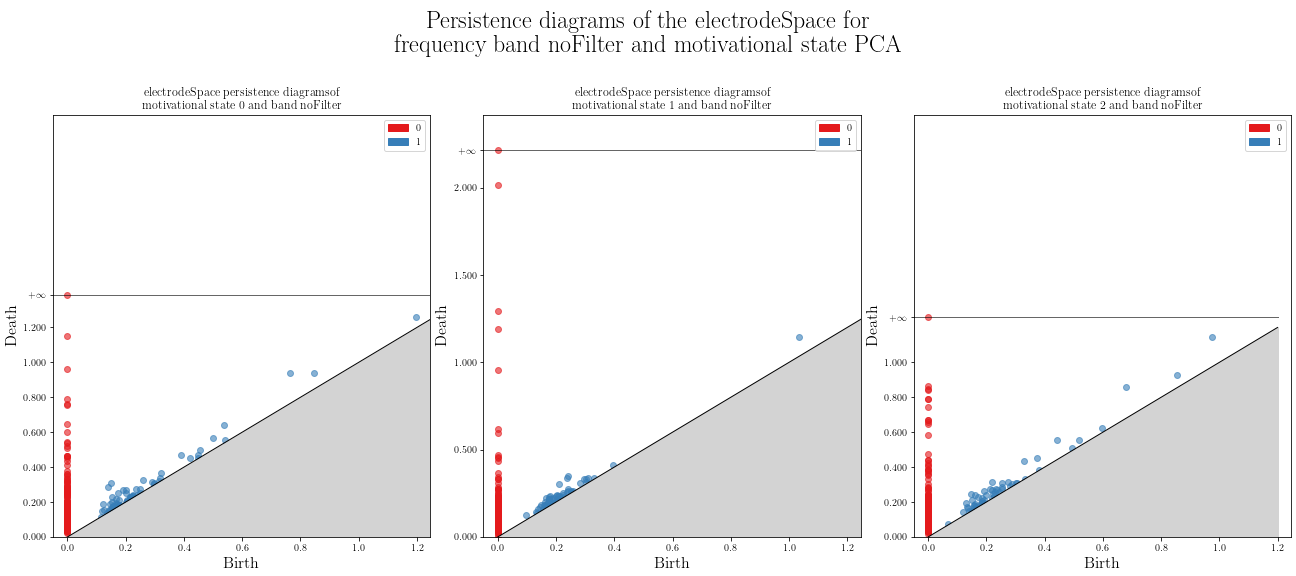 Persistence diagrams of the electrodeSpace for
frequency band noFilter and motivational state PCA
electrodeSpace persistence diagramsof
motivational state 0 and band noFilter
0
1
+∞
1.200
1.000
0.800
0.600
0.400
0.200
0.000
Death
0.0 0.2 0.4 0.6 0.8 1.0 1.2
Birth
electrodeSpace persistence diagramsof
motivational state 1 and band noFilter
0
1
+∞
2.000
1.500
1.000
0.500
0.000
Death
0.0 0.2 0.4 0.6 0.8 1.0 1.2
Birth
electrodeSpace persistence diagramsof
motivational state 2 and band noFilter
0
1
+∞
1.000
0.800
0.600
0.400
0.200
0.000
Death
0.0 0.2 0.4 0.6 0.8 1.0 1.2
Birth